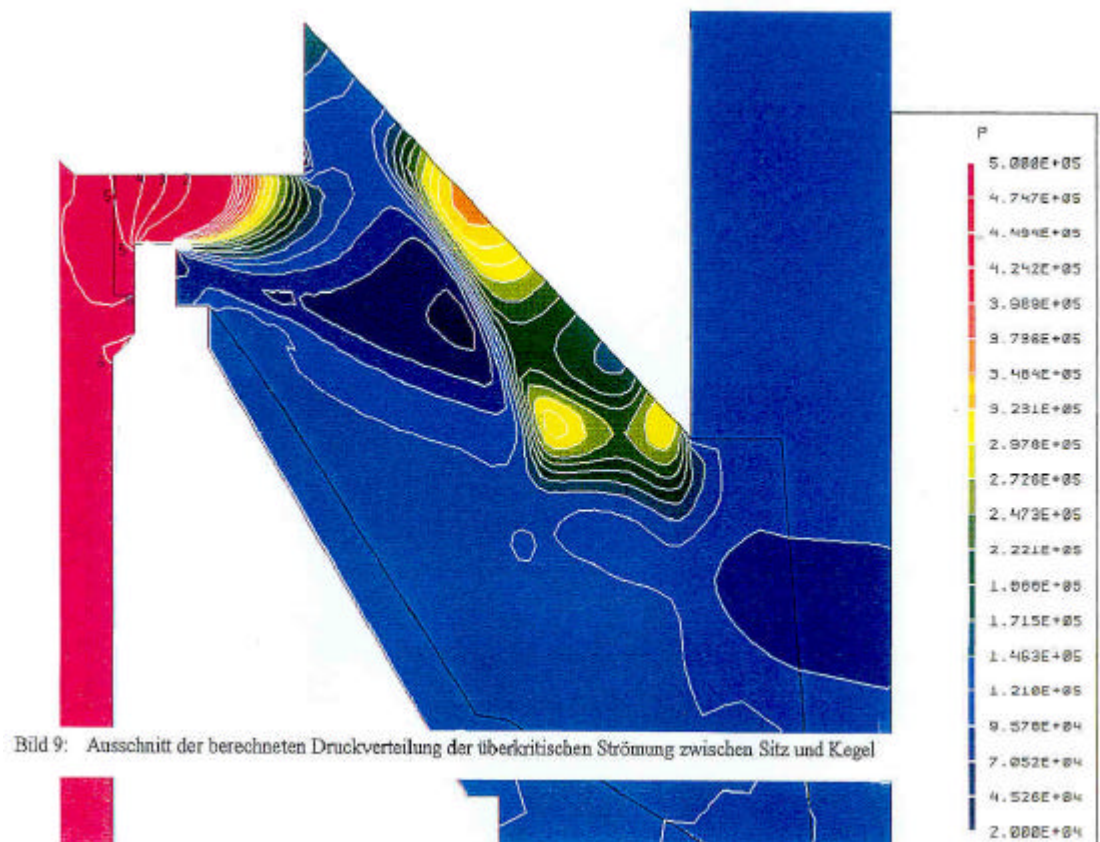 P
5.000E+05
4.747E+05
4.494E+05
4.242E+05
3.989E+05
3.736E+05
3.484E+05
3.231E+05
2.978E+05
2.726E+05
2.473E+05
2.221E+05
1.968E+05
1.715E+05
1.463E+05
1.210E+05
9.578E+04
7.052E+04
4.526E+04
2.000E+04
5
5
Bild 9: Ausschnitt der berechneten Druckverteilung der überkritischen Strömung zwischen Sitz und Kegel